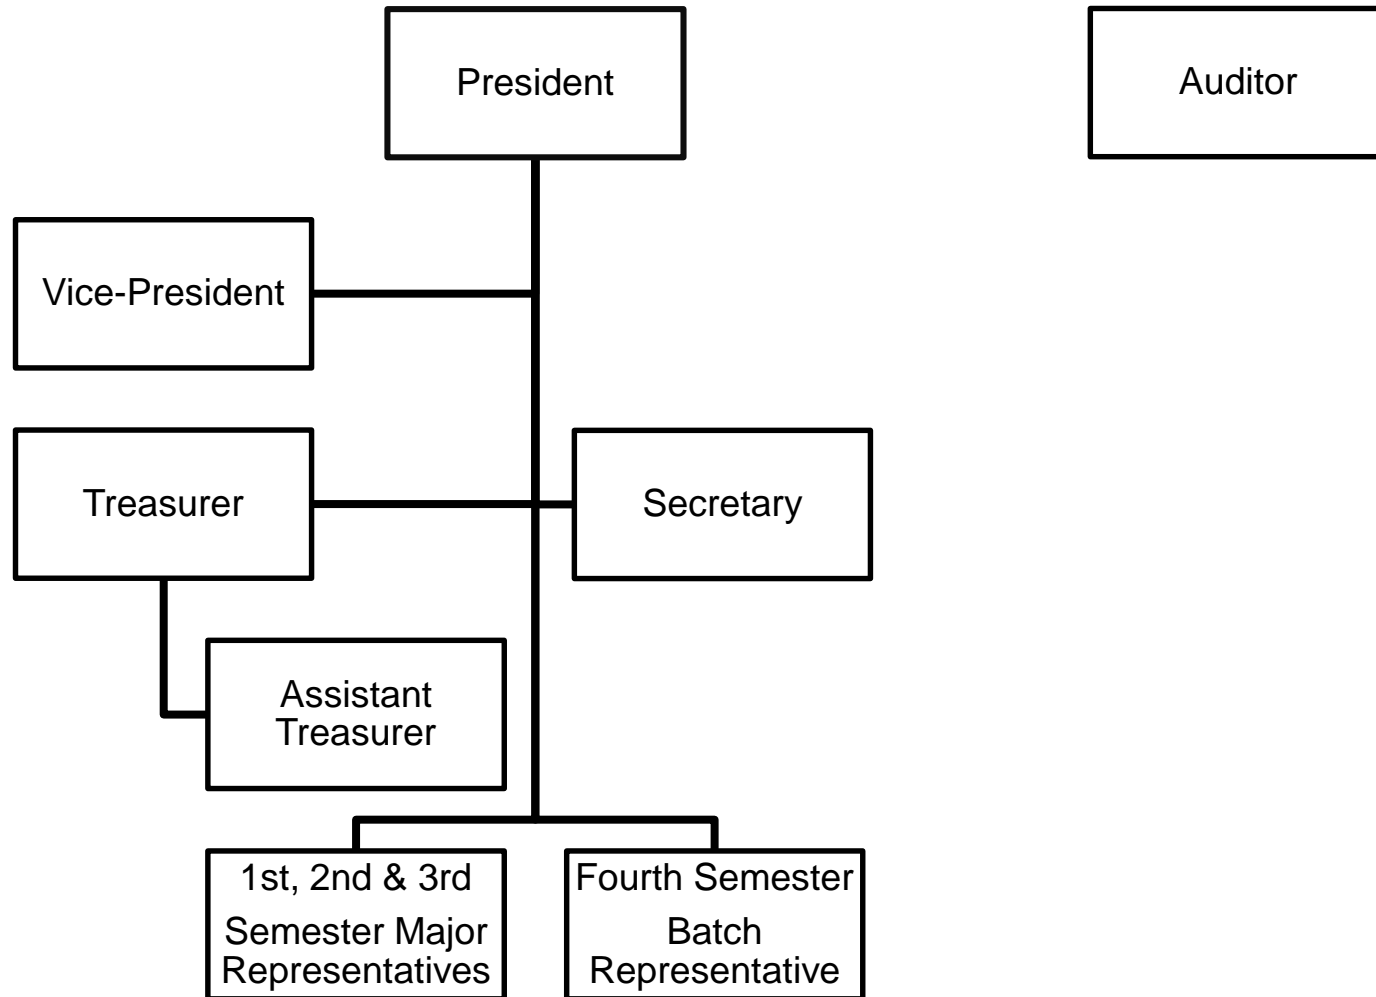 President
Auditor
Vice-President
Treasurer
Secretary
Assistant
Treasurer
1st, 2nd & 3rd
Semester Major
Representatives
Fourth Semester
Batch
Representative